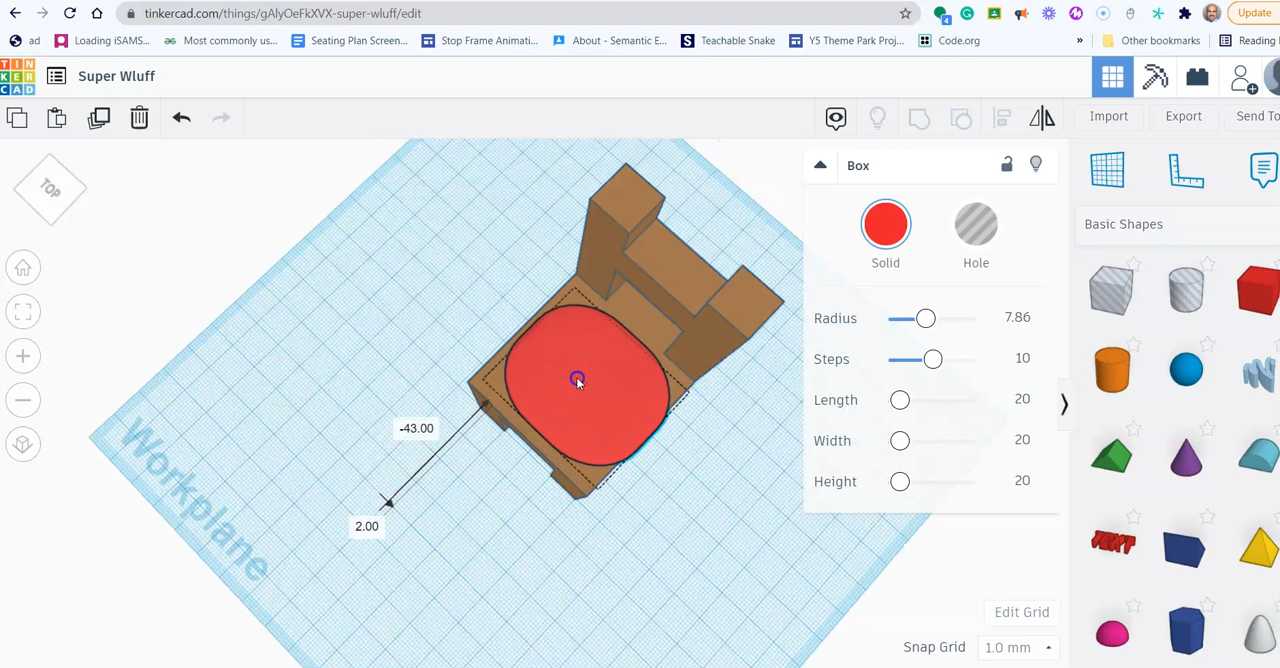 tinkercad.com/things/gAlyOeFkXVX-super-wluff/edit
4
Update
ad
Loading iSAMS...
Most commonly us...
Seating Plan Screen...
Stop Frame Animati...
About - Semantic E...
Teachable Snake
Y5 Theme Park Proj...
Code.org
»
Other bookmarks
Reading
TIN
KER
CAD
Super Wluff
Import
Export
Send To
TOP
Box
Solid
Hole
Radius
7.86
Steps
10
Length
20
Width
20
Height
20
Basic Shapes
TEXT
-43.00
2.00
Workplane
Edit Grid
Snap Grid
1.0 mm